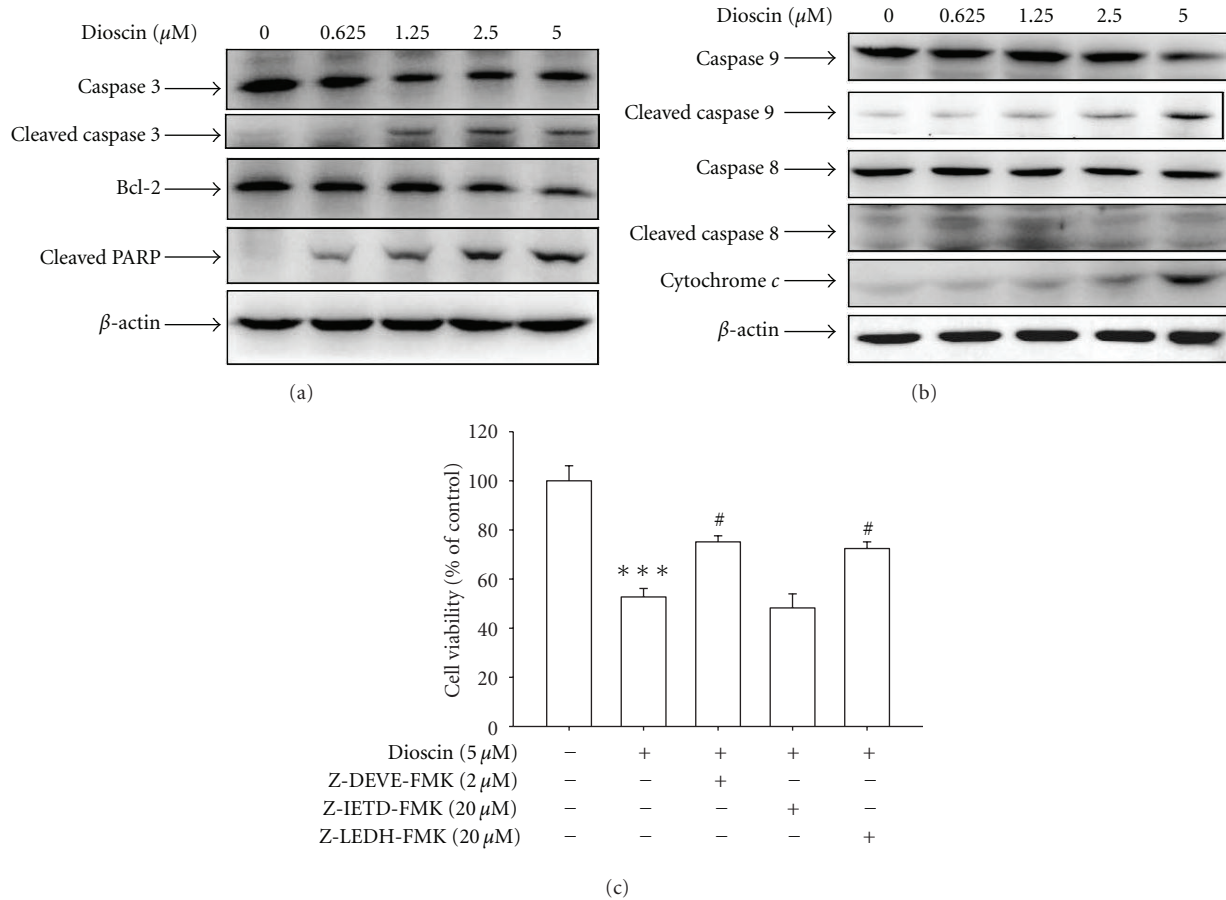 Dioscin (μM) 0 0.625 1.25 2.5 5
Caspase 3
Cleaved caspase 3
Bcl-2
Cleaved PARP
β-actin
(a)
Dioscin (μM) 0 0.625 1.25 2.5 5
Caspase 9
Cleaved caspase 9
Caspase 8
Cleaved caspase 8
Cytochrome c
β-actin
(b)
120
100
80
60
40
20
0
Cell viability (% of control)
* * *
#
#
Dioscin (5 μM) − + + + +
Z-DEVE-FMK (2 μM) − − + − −
Z-IETD-FMK (20 μM) − − − + −
Z-LEDH-FMK (20 μM) − − − − +
(c)